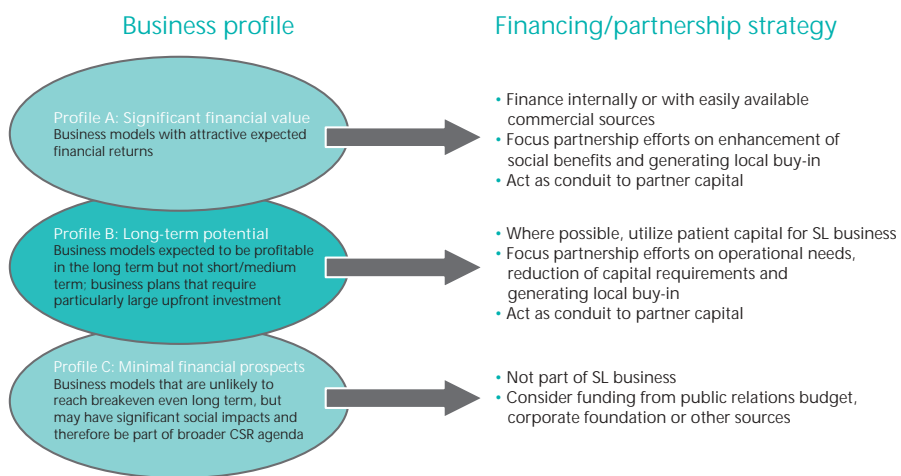 Business profile
Financing/partnership strategy
Profile A: Significant financial value
Business models with attractive expected
financial returns
• Finance internally or with easily available
commercial sources
• Focus partnership efforts on enhancement of
social benefits and generating local buy-in
• Act as conduit to partner capital
Profile B: Long-term potential
Business models expected to be profitable
in the long term but not short/medium
term; business plans that require
particularly large upfront investment
• Where possible, utilize patient capital for SL business
• Focus partnership efforts on operational needs,
reduction of capital requirements and
generating local buy-in
• Act as conduit to partner capital
Profile C: Minimal financial prospects
Business models that are unlikely to
reach breakeven even long term, but
may have significant social impacts and
therefore be part of broader CSR agenda
• Not part of SL business
• Consider funding from public relations budget,
corporate foundation or other sources